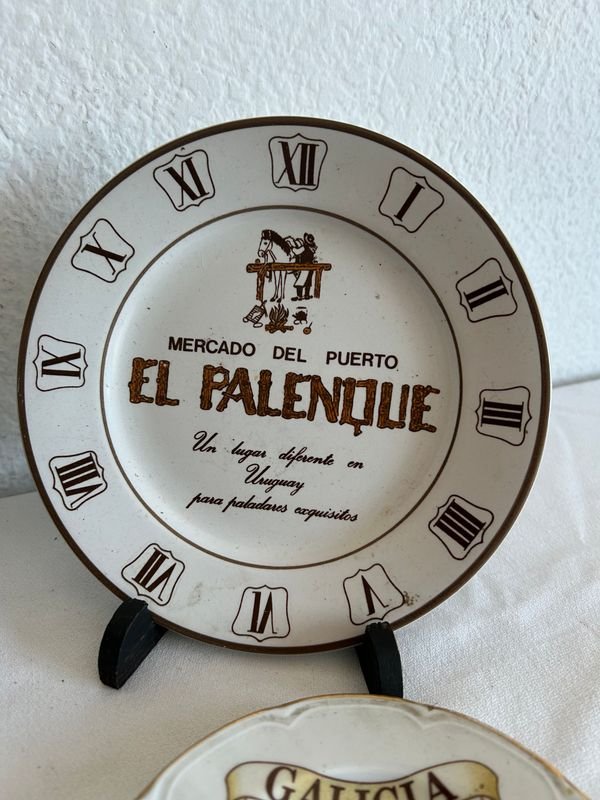 XII
I
II
III
IIII
V
VI
VII
VIII
IX
X
XI
MERCADO DEL PUERTO
EL PALENQUE
Un lugar diferente en
Uruguay
para paladares exquisitos
GALICIA